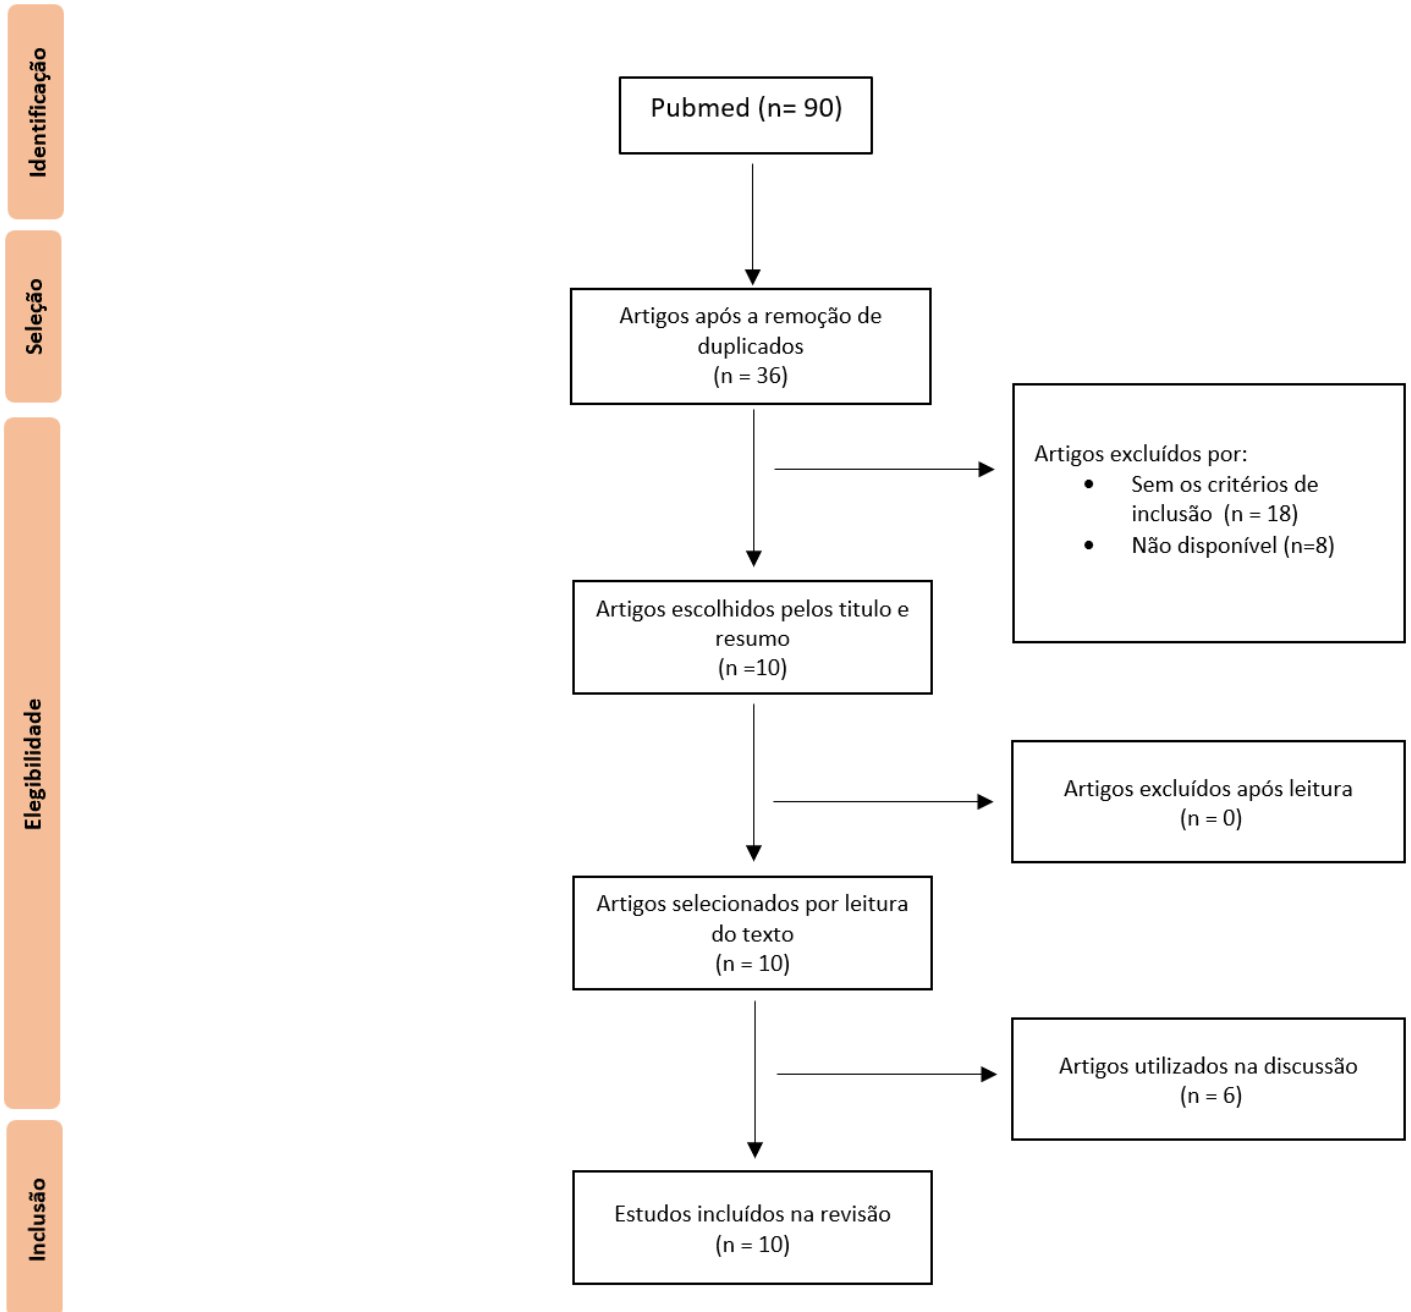 Identificação
Pubmed (n= 90)
Seleção
Artigos após a remoção de
duplicados
(n = 36)
Elegibilidade
Artigos excluídos por:
• Sem os critérios de
inclusão (n = 18)
• Não disponível (n=8)
Artigos escolhidos pelos titulo e
resumo
(n =10)
Artigos excluídos após leitura
(n = 0)
Artigos selecionados por leitura
do texto
(n = 10)
Artigos utilizados na discussão
(n = 6)
Inclusão
Estudos incluídos na revisão
(n = 10)